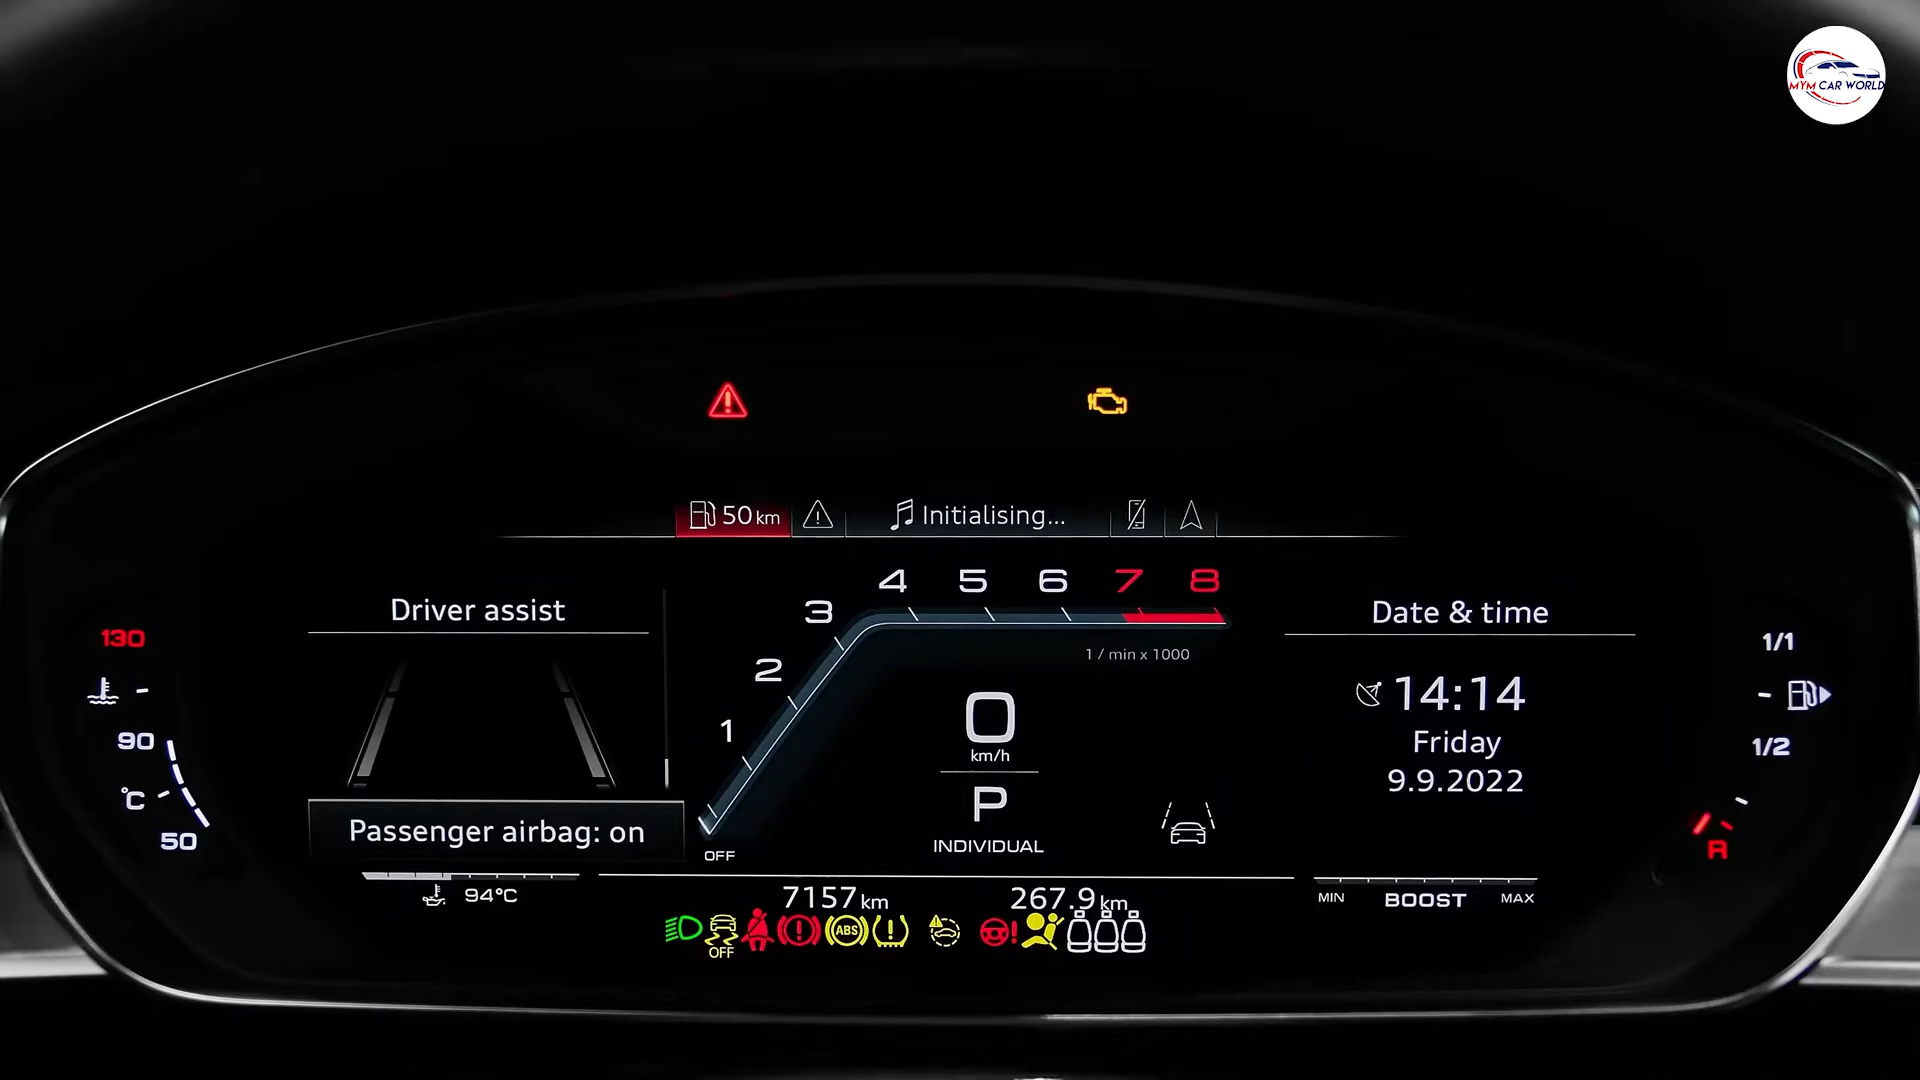 MYM CAR WORLD
50 km
Initialising...
4 5 6 7 8
3
2
1
1 / min x 1000
OFF
Driver assist
Passenger airbag: on
94°C
130
90
°C
50
0
km/h
P
INDIVIDUAL
7157 km
267.9 km
OFF
ABS
Date & time
14:14
Friday
9.9.2022
MIN BOOST MAX
1/1
1/2
R